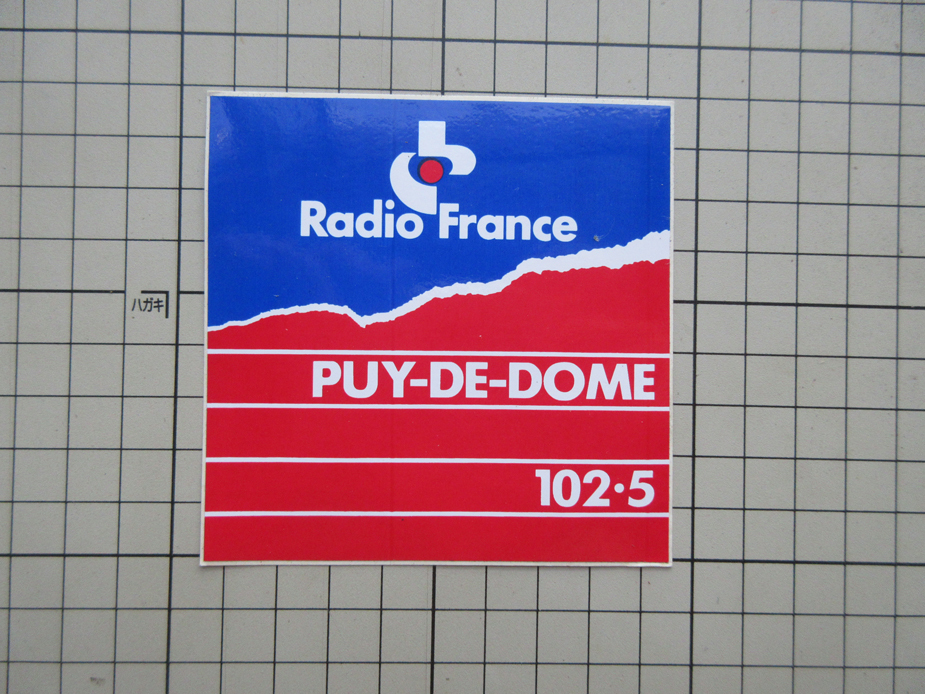 Radio France
ハガキ
PUY-DE-DOME
102·5